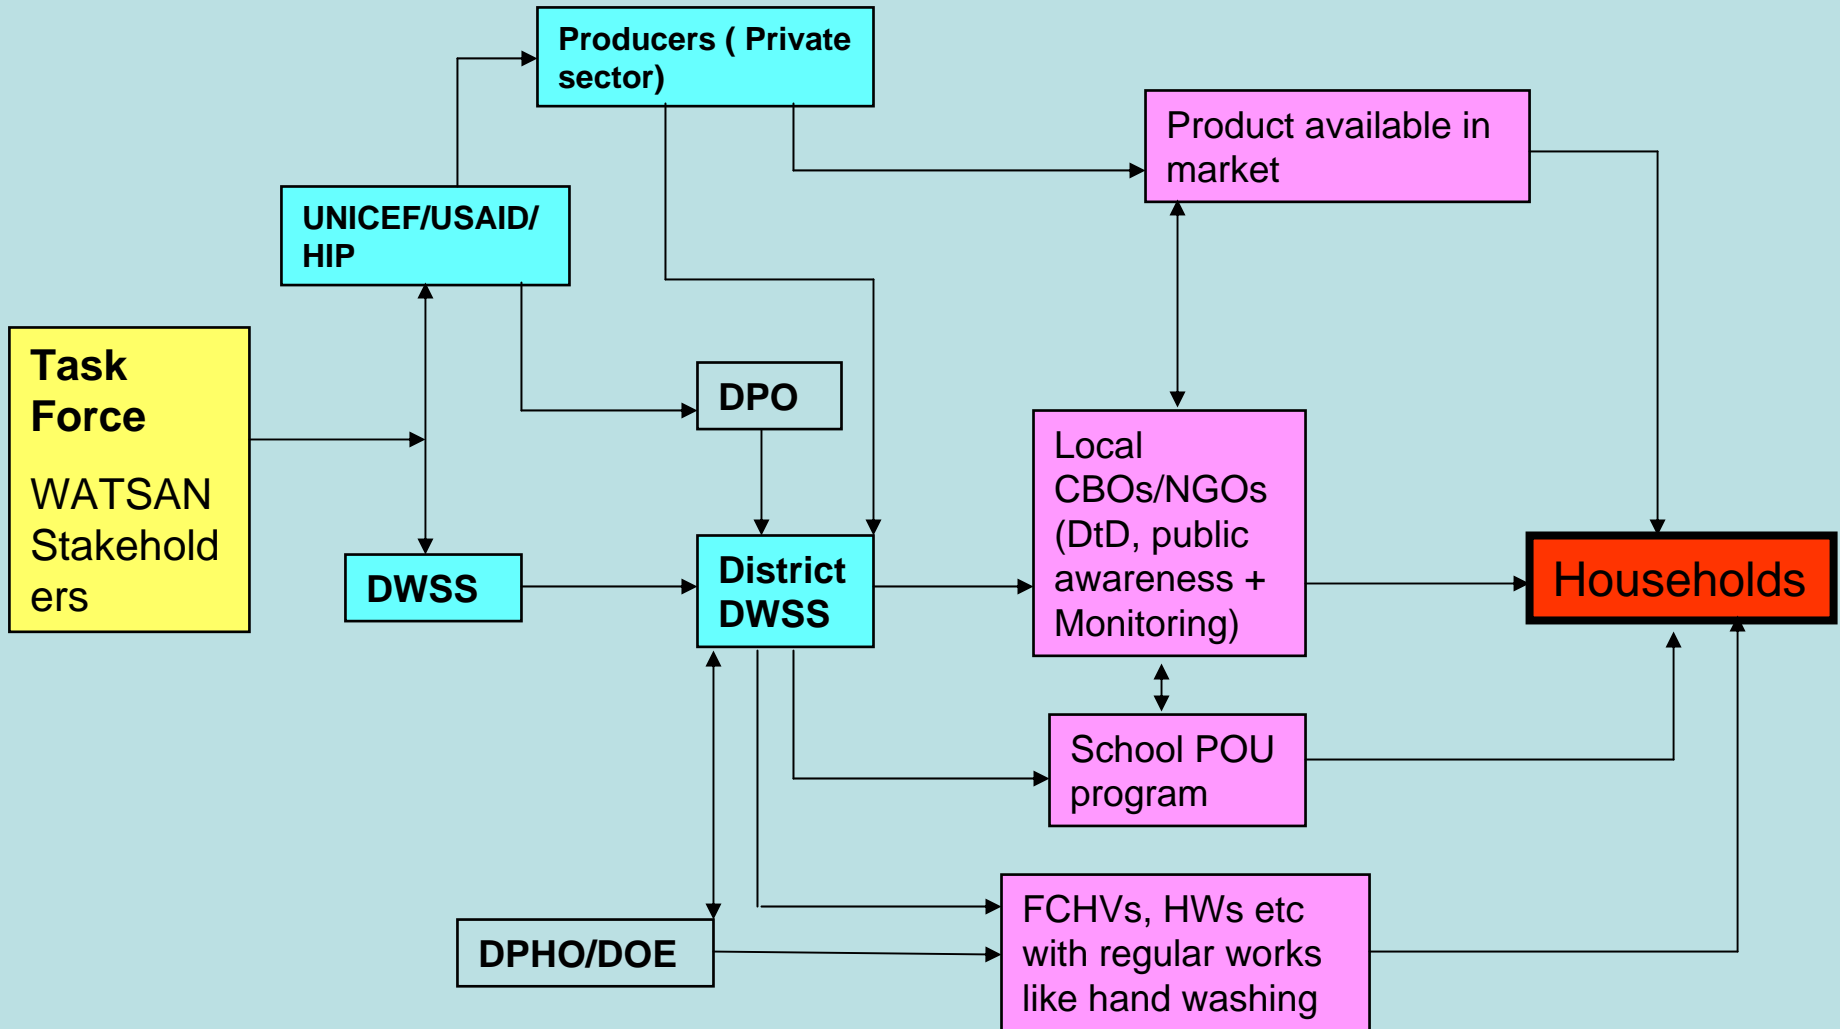 Producers ( Private
sector)
Product available in
market
UNICEF/USAID/
HIP
Task
Force
WATSAN
Stakehold
ers
DPO
Local
CBOs/NGOs
(DtD, public
awareness +
Monitoring)
DWSS
District
DWSS
Households
School POU
program
DPHO/DOE
FCHVs, HWs etc
with regular works
like hand washing